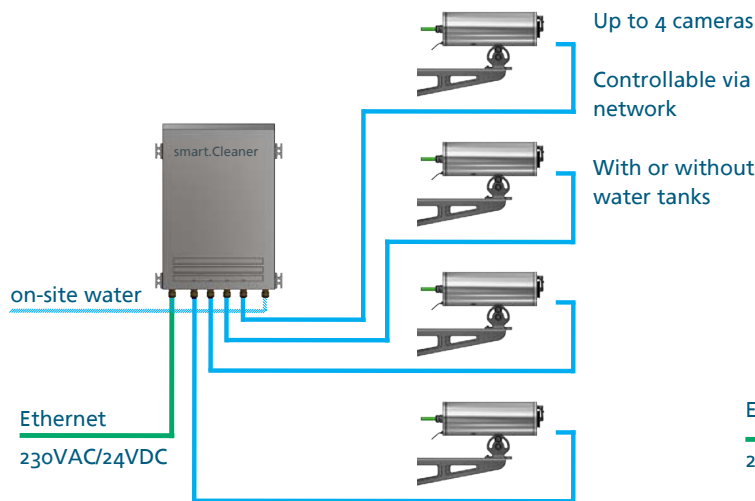 Up to 4 cameras
Controllable via
network
smart.Cleaner
With or without
water tanks
on-site water
Ethernet
230VAC/24VDC
E
2